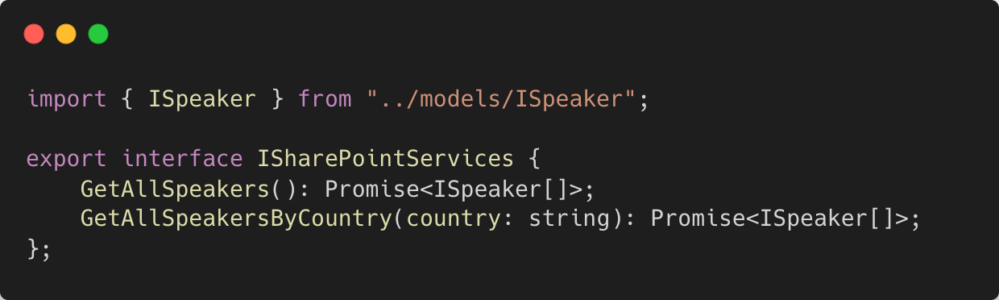 import { ISpeaker } from "../models/ISpeaker";

export interface ISharePointServices {
    GetAllSpeakers(): Promise<ISpeaker[]>;
    GetAllSpeakersByCountry(country: string): Promise<ISpeaker[]>;
};